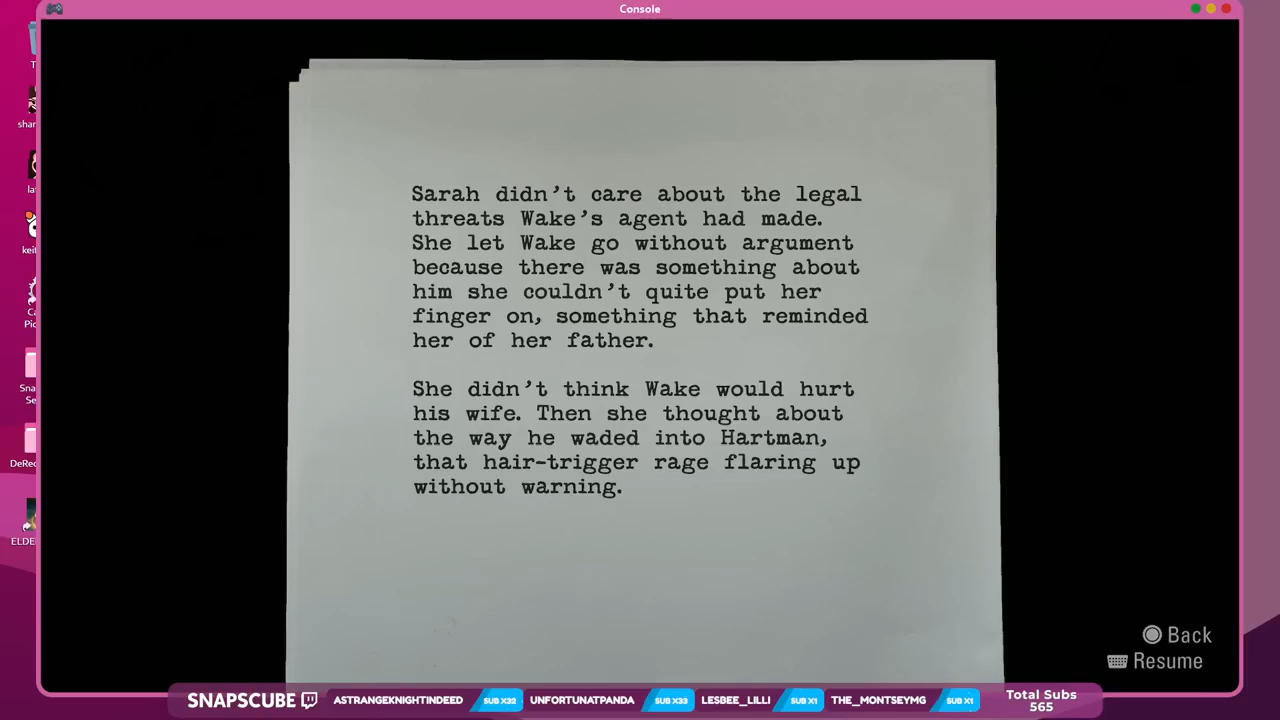 Console
Sarah didn't care about the legal
threats Wake's agent had made.
She let Wake go without argument
because there was something about
him she couldn't quite put her
finger on, something that reminded
her of her father.
She didn't think Wake would hurt
his wife. Then she thought about
the way he waded into Hartman,
that hair-trigger rage flaring up
without warning.
Back
Resume
SNAPSCUBE
ASTRANGEKNIGHTINDEED SUB X32 UNFORTUNATPANDA SUB X33 LESBEE_LILLI SUB X1 THE_MONTSEYMG SUB X1
Total Subs
565